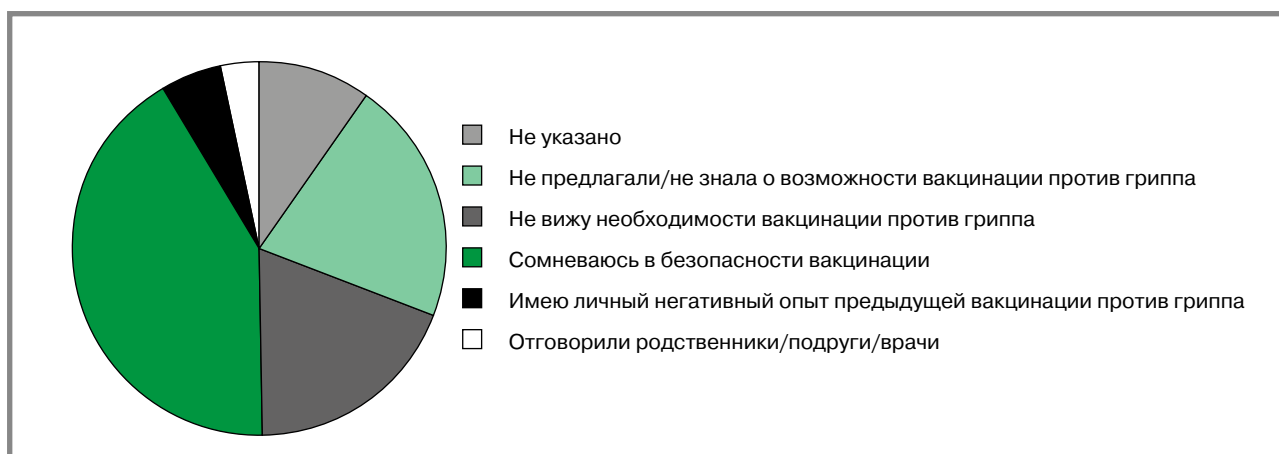 Не указано
Не предлагали/не знала о возможности вакцинации против гриппа
Не вижу необходимости вакцинации против гриппа
Сомневаюсь в безопасности вакцинации
Имею личный негативный опыт предыдущей вакцинации против гриппа
Отговорили родственники/подруги/врачи